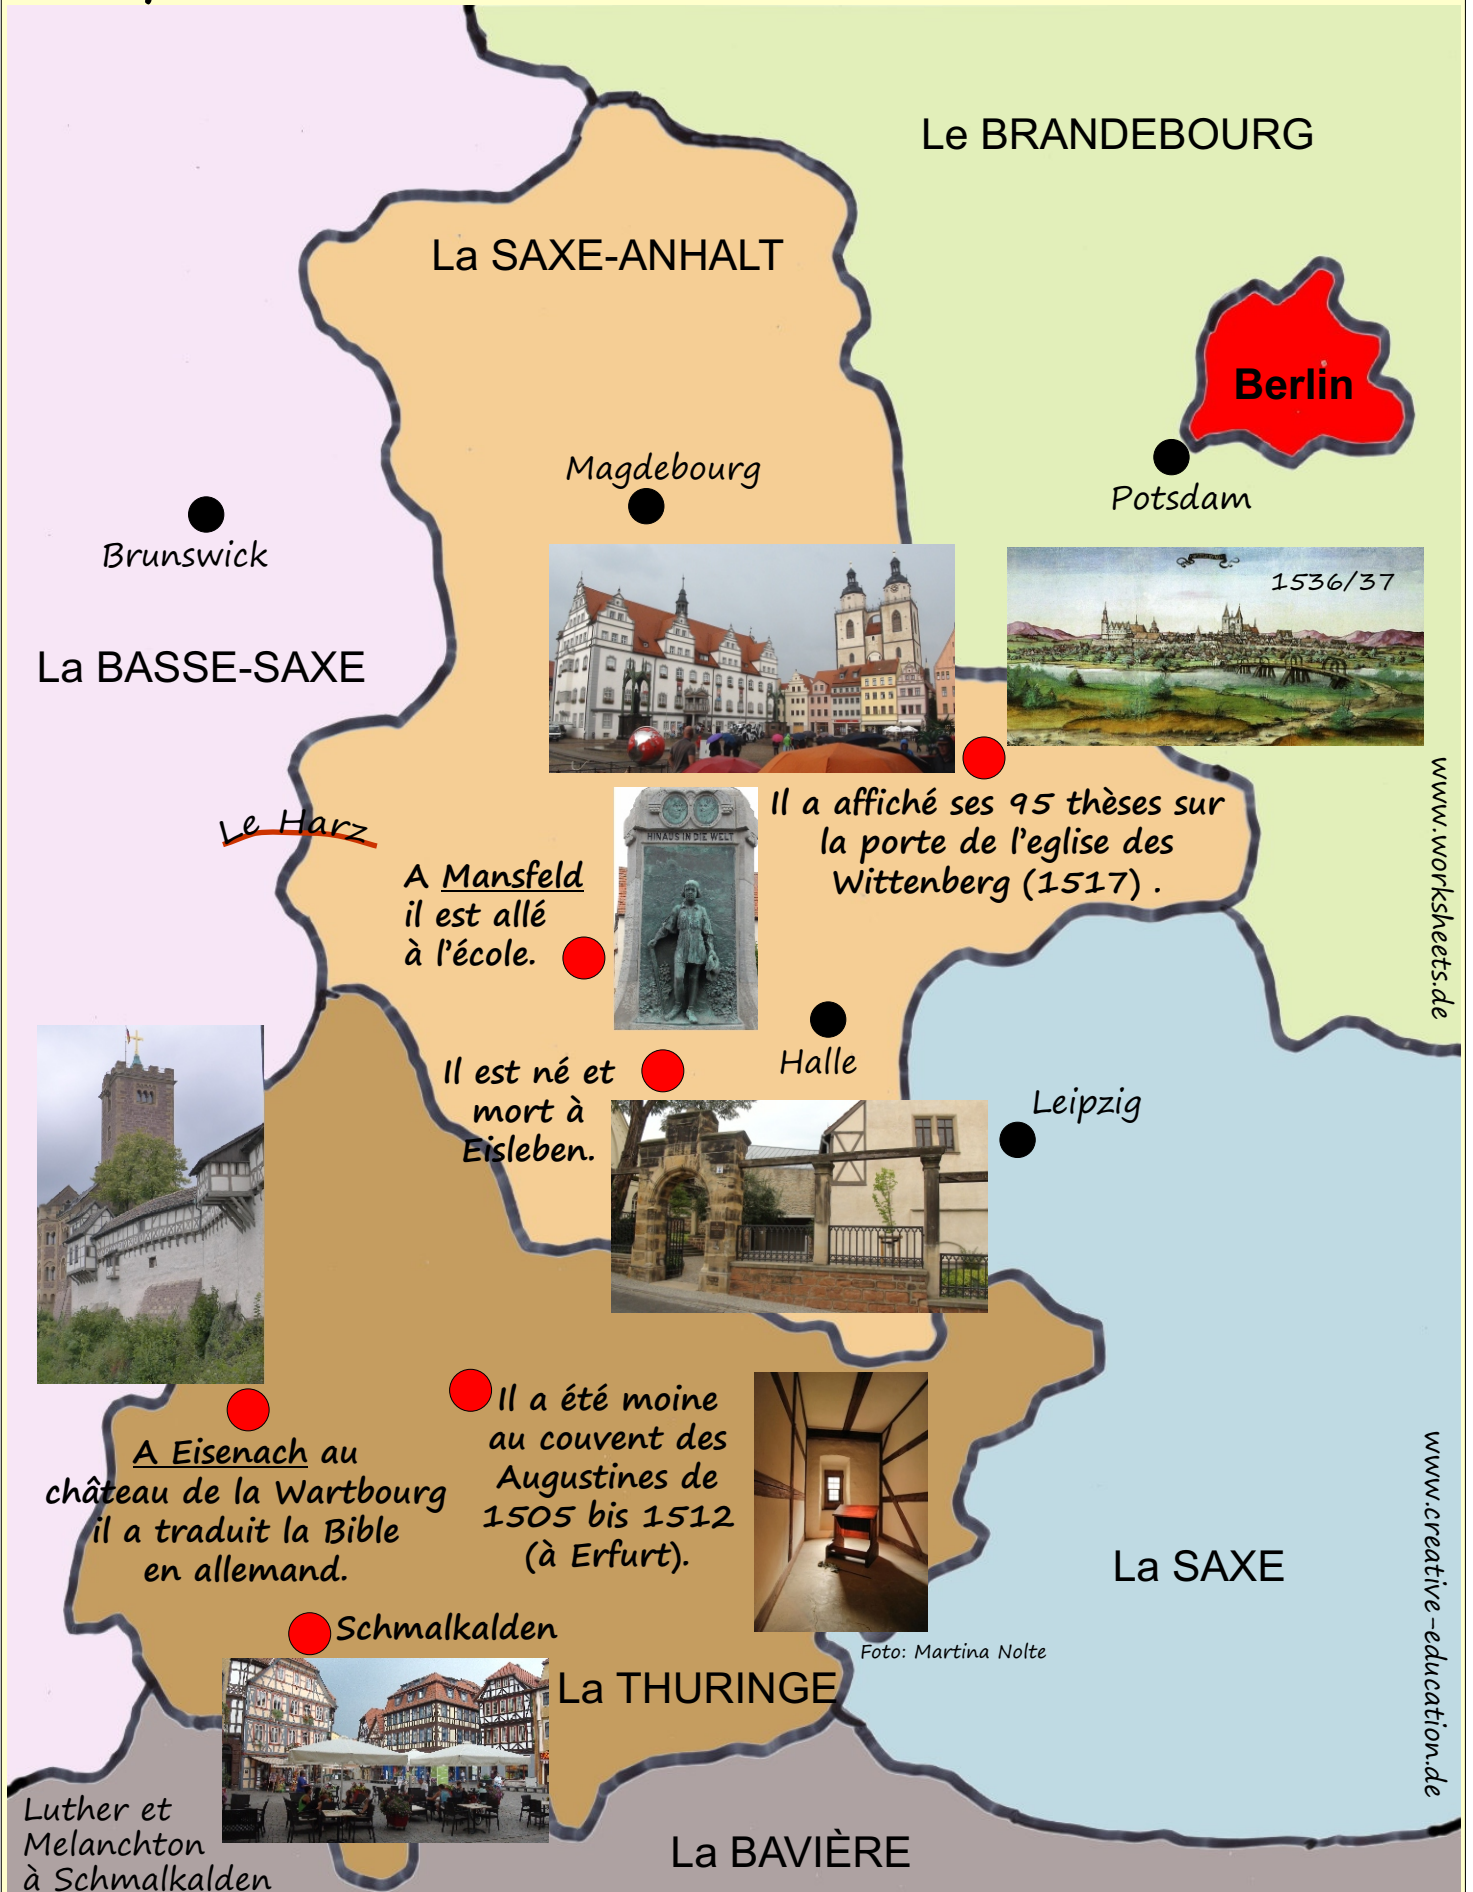 Le BRANDEBOURG
La SAXE-ANHALT
Berlin
Magdebourg
Potsdam
Brunswick
1536/37
La BASSE-SAXE
Le Harz
Il a affiché ses 95 thèses sur
la porte de l'eglise des
Wittenberg (1517) .
HINAUS IN DIE WELT
A Mansfeld
il est allé
à l'école.
www.worksheets.de
Halle
Il est né et
mort à
Eisleben.
Leipzig
Il a été moine
au couvent des
Augustines de
1505 bis 1512
(à Erfurt).
A Eisenach au
château de la Wartbourg
il a traduit la Bible
en allemand.
La SAXE
www.creative-education.de
Schmalkalden
Foto: Martina Nolte
La THURINGE
Luther et
Melanchton
à Schmalkalden
La BAVIÈRE